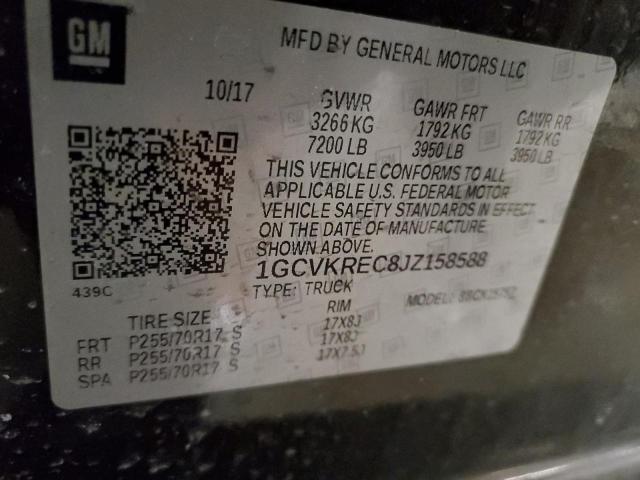 GM
MFD BY GENERAL MOTORS LLC
10/17
GVWR GAWR FRT GAWR RR
3266 KG 1792 KG 1792 KG
7200 LB 3950 LB 3950 LB
THIS VEHICLE CONFORMS TO ALL
APPLICABLE U.S. FEDERAL MOTOR
VEHICLE SAFETY STANDARDS IN EFFECT
ON THE DATE OF MANUFACTURE
SHOWN ABOVE.
1GCVKREC8JZ158588
439C
TYPE: TRUCK MODEL:
TIRE SIZE RIM
FRT P255/70R17 S 17X8J
RR P255/70R17 S 17X8J
SPA P255/70R17 S 17X7.5J